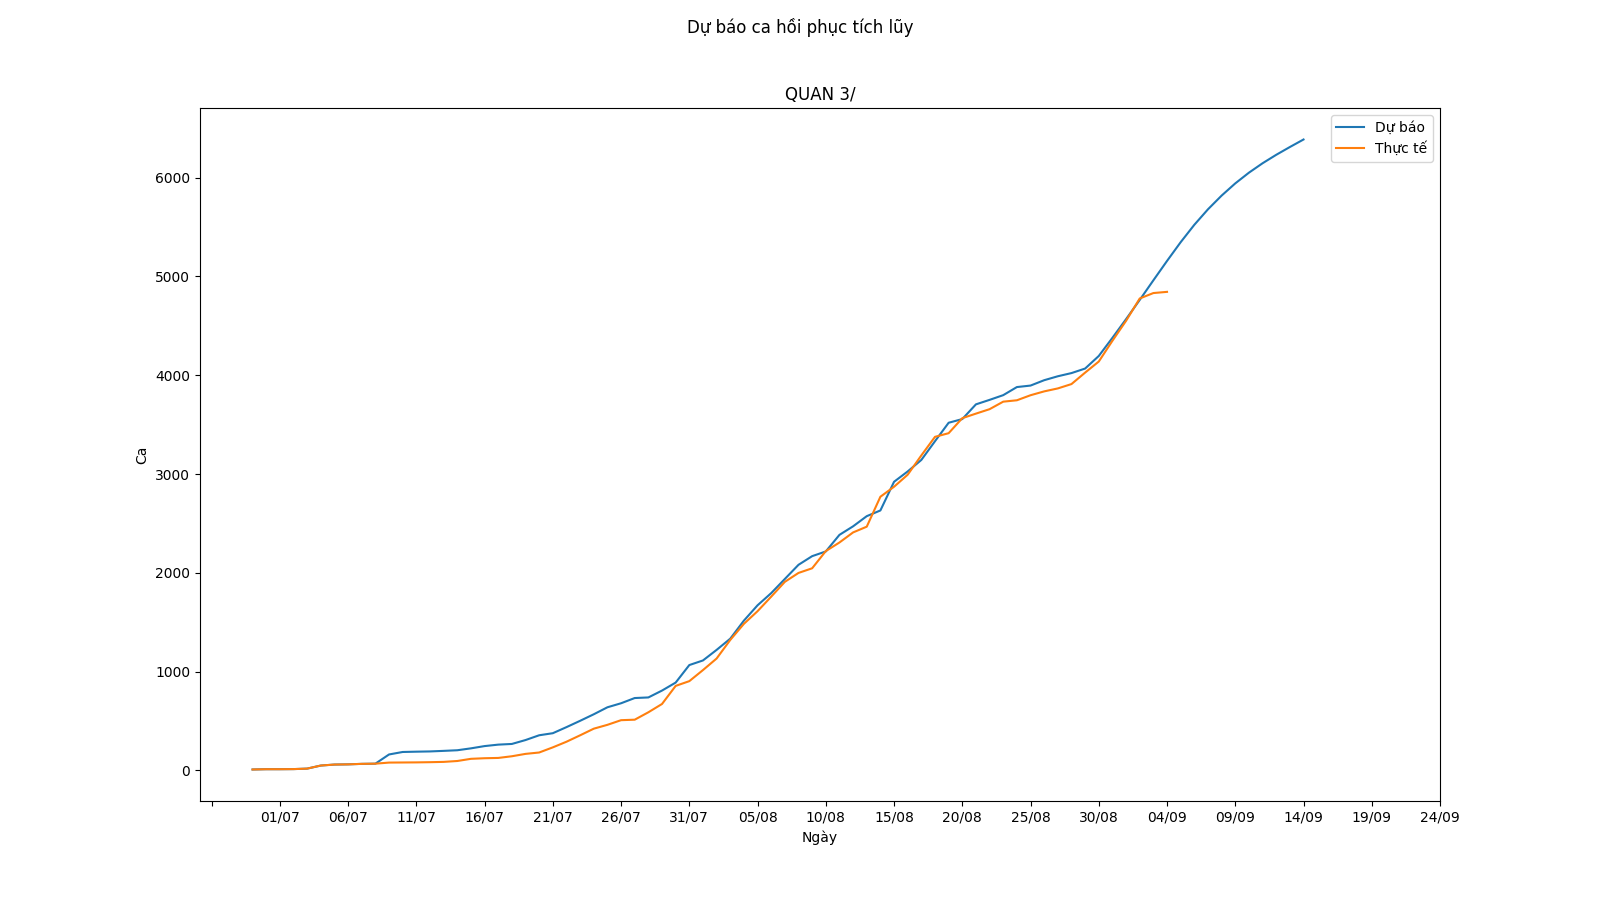 Dự báo ca hồi phục tích lũy
QUAN 3/
Dự báo
Thực tế
6000
5000
4000
3000
2000
1000
0
Ca
01/07 06/07 11/07 16/07 21/07 26/07 31/07 05/08 10/08 15/08 20/08 25/08 30/08 04/09 09/09 14/09 19/09 24/09
Ngày